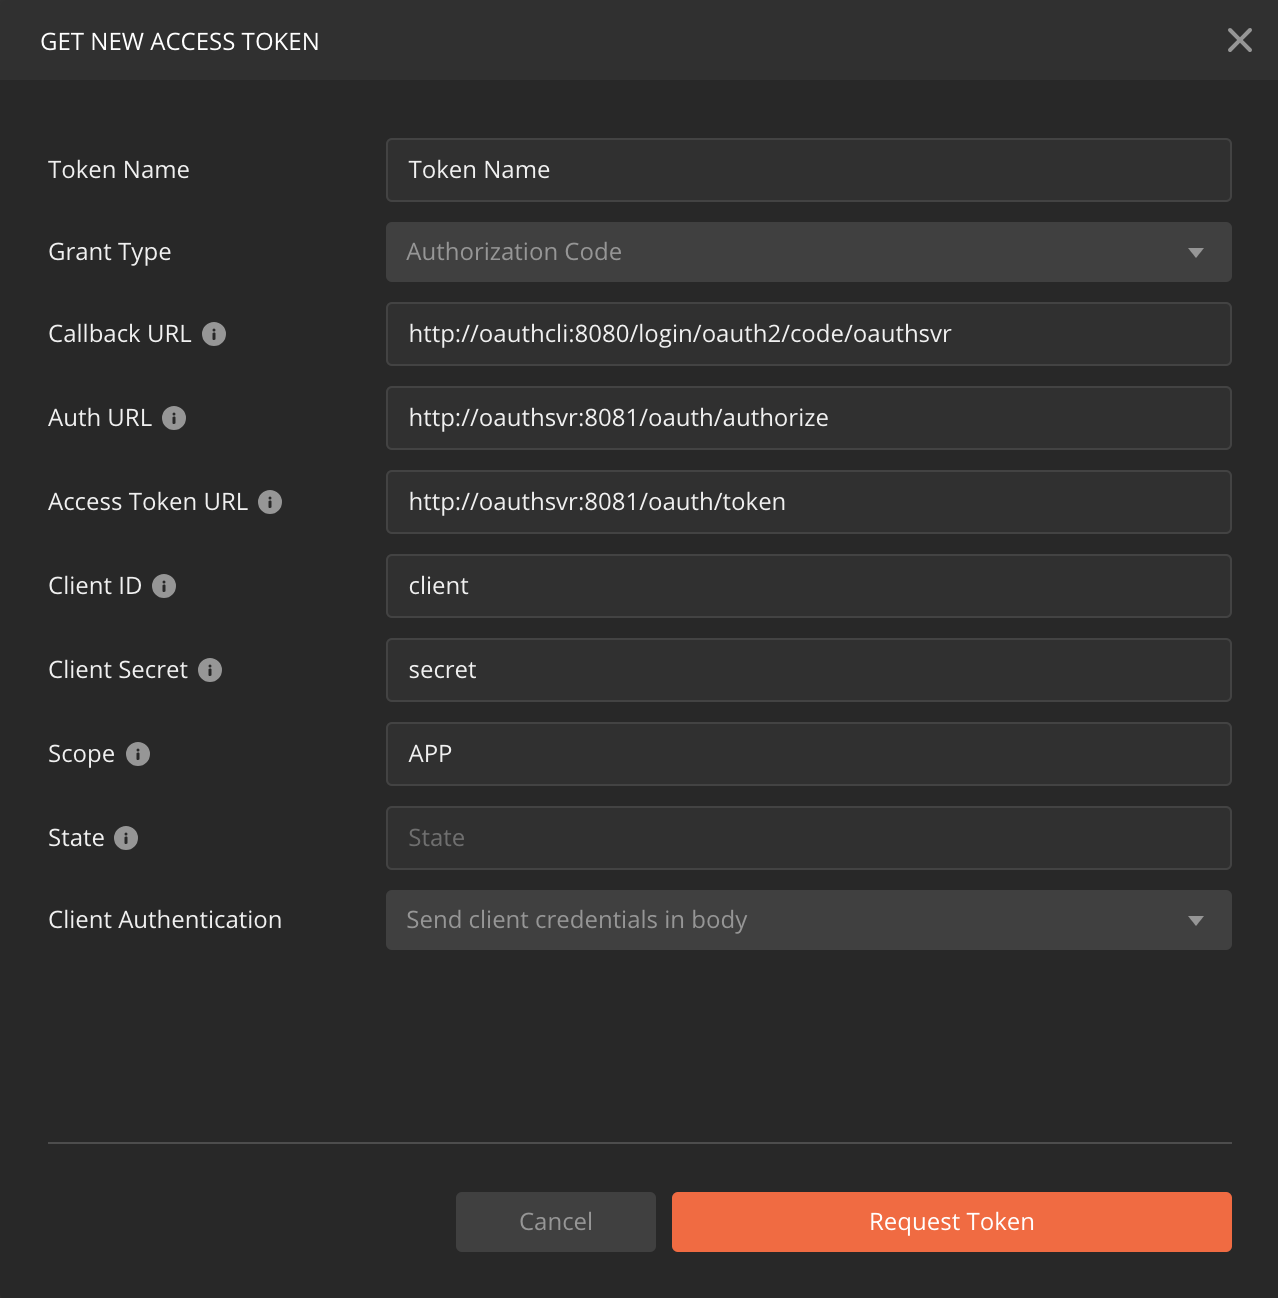 GET NEW ACCESS TOKEN
Token Name
Token Name
Grant Type
Authorization Code
Callback URL
http://oauthcli:8080/login/oauth2/code/oauthsvr
Auth URL
http://oauthsvr:8081/oauth/authorize
Access Token URL
http://oauthsvr:8081/oauth/token
Client ID
client
Client Secret
secret
Scope
APP
State
State
Client Authentication
Send client credentials in body
Cancel
Request Token